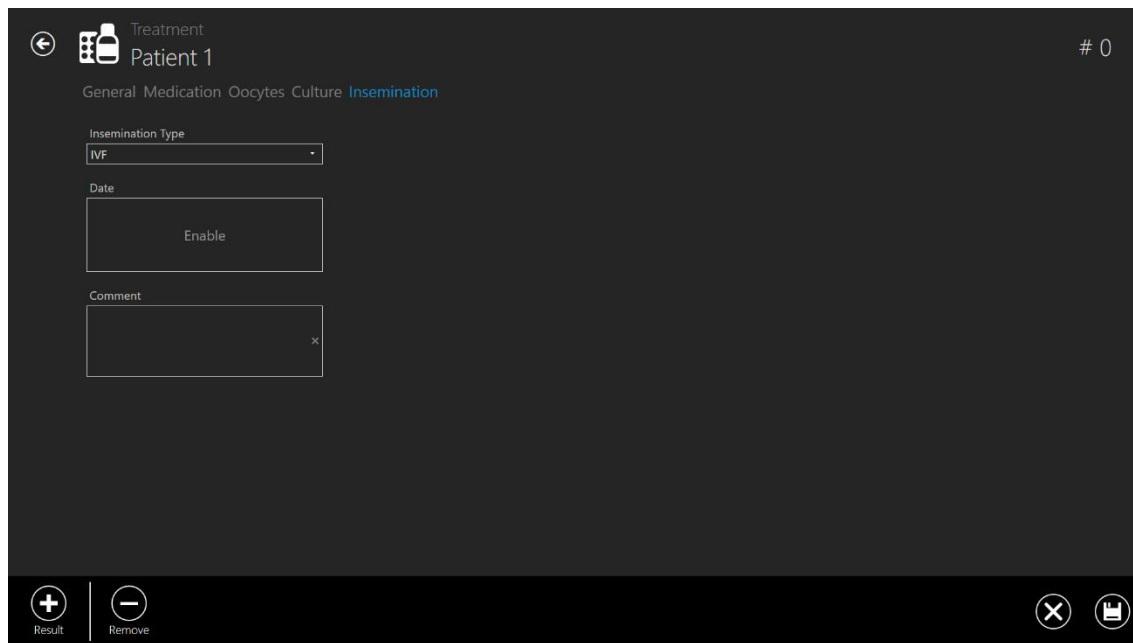 Treatment
Patient 1
# 0
General Medication Oocytes Culture Insemination
Insemination Type
IVF
Date
Enable
Comment
Result
Remove